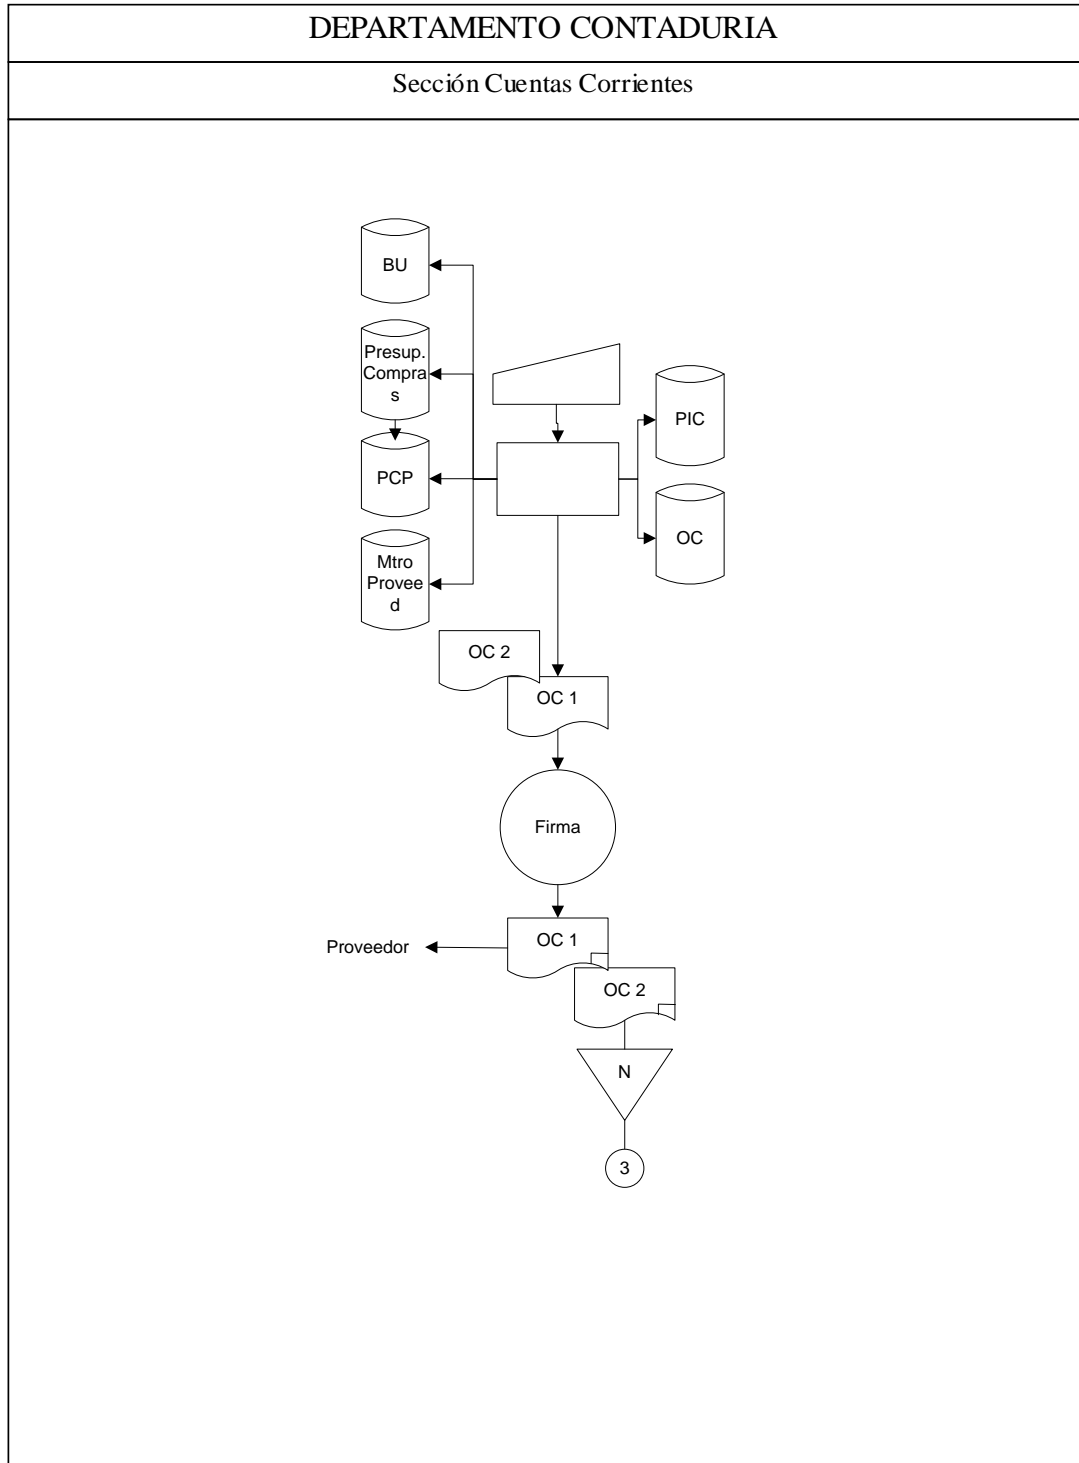 DEPARTAMENTO CONTADURIA
Sección Cuentas Corrientes
BU
Presup.
Compra
s
PIC
PCP
OC
Mtro
Provee
d
OC 2
OC 1
Firma
Proveedor
OC 1
OC 2
N
3